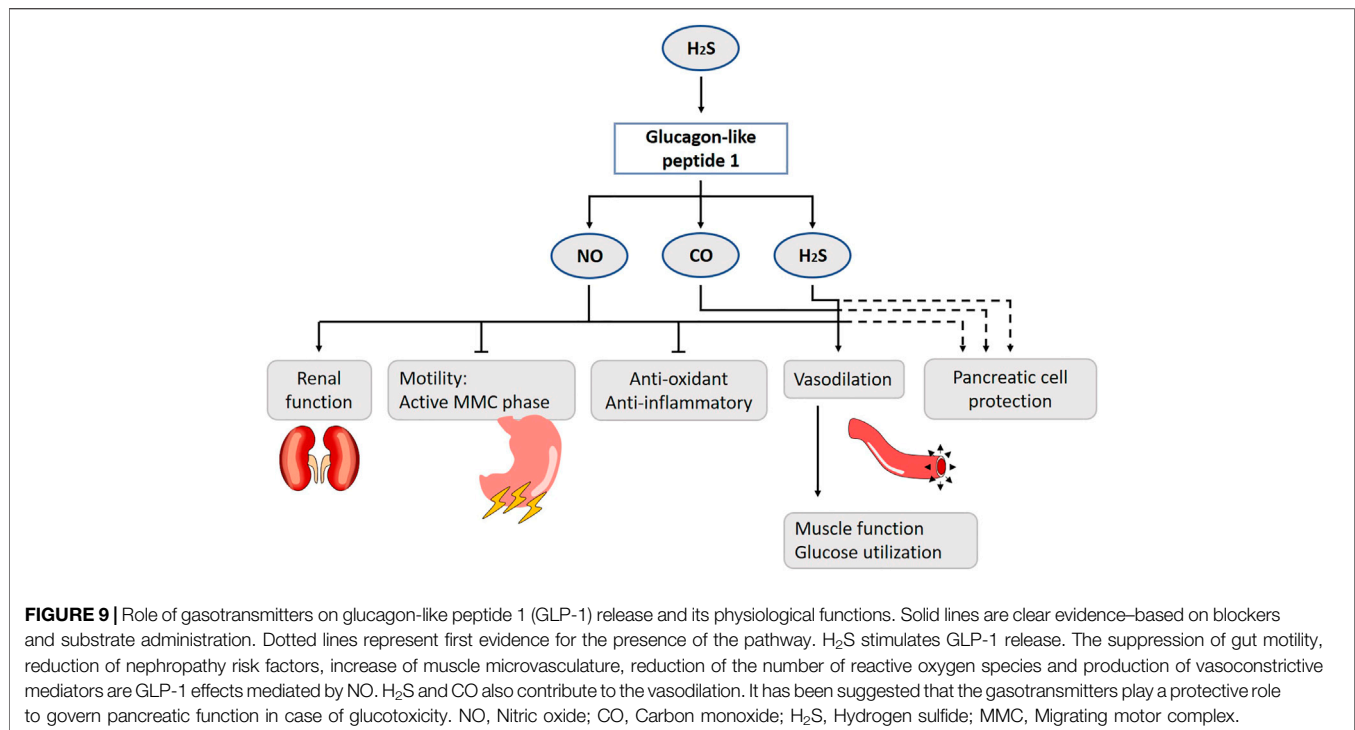 H₂S
Glucagon-like
peptide 1
NO
CO
H₂S
Renal
function
Motility:
Active MMC phase
Anti-oxidant
Anti-inflammatory
Vasodilation
Pancreatic cell
protection
Muscle function
Glucose utilization
FIGURE 9 | Role of gasotransmitters on glucagon-like peptide 1 (GLP-1) release and its physiological functions. Solid lines are clear evidence–based on blockers
and substrate administration. Dotted lines represent first evidence for the presence of the pathway. H₂S stimulates GLP-1 release. The suppression of gut motility,
reduction of nephropathy risk factors, increase of muscle microvasculature, reduction of the number of reactive oxygen species and production of vasoconstrictive
mediators are GLP-1 effects mediated by NO. H₂S and CO also contribute to the vasodilation. It has been suggested that the gasotransmitters play a protective role
to govern pancreatic function in case of glucotoxicity. NO, Nitric oxide; CO, Carbon monoxide; H₂S, Hydrogen sulfide; MMC, Migrating motor complex.